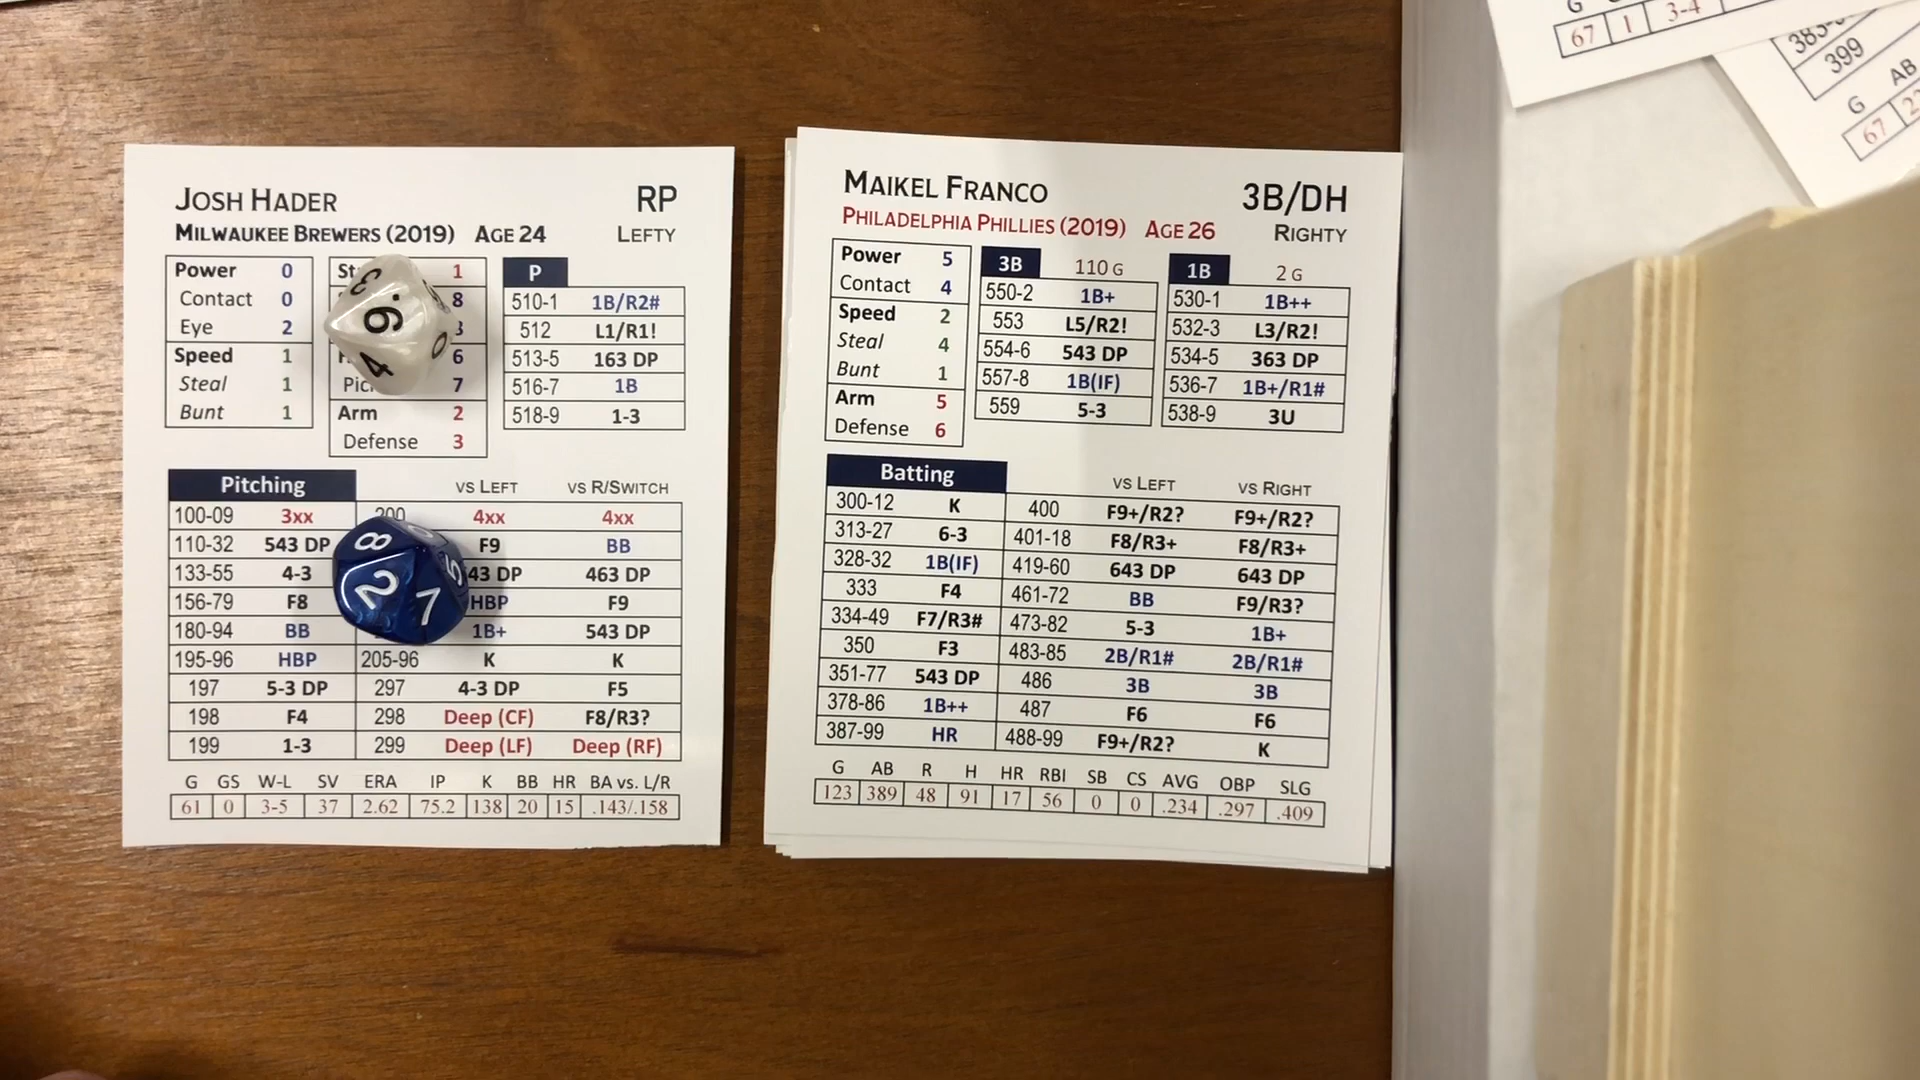 JOSH HADER RP
MILWAUKEE BREWERS (2019) AGE 24 LEFTY
Power 0
Contact 0
Eye 2
Speed 1
Steal 1
Bunt 1
1
8
6
7
Arm 2
Defense 3
P
510-1 1B/R2#
512 L1/R1!
513-5 163 DP
516-7 1B
518-9 1-3
Pitching VS LEFT VS R/SWITCH
100-09 3xx 200 4xx 4xx
110-32 543 DP F9 BB
133-55 4-3 43 DP 463 DP
156-79 F8 HBP F9
180-94 BB 1B+ 543 DP
195-96 HBP 205-96 K K
197 5-3 DP 297 4-3 DP F5
198 F4 298 Deep (CF) F8/R3?
199 1-3 299 Deep (LF) Deep (RF)
G GS W-L SV ERA IP K BB HR BA vs. L/R
61 0 3-5 37 2.62 75.2 138 20 15 .143/.158
3 6 4 0
8 2 7 5
MAIKEL FRANCO 3B/DH
PHILADELPHIA PHILLIES (2019) AGE 26 RIGHTY
Power 5
Contact 4
Speed 2
Steal 4
Bunt 1
Arm 5
Defense 6
3B 110 G
550-2 1B+
553 L5/R2!
554-6 543 DP
557-8 1B(IF)
559 5-3
1B 2 G
530-1 1B++
532-3 L3/R2!
534-5 363 DP
536-7 1B+/R1#
538-9 3U
Batting VS LEFT VS RIGHT
300-12 K 400 F9+/R2? F9+/R2?
313-27 6-3 401-18 F8/R3+ F8/R3+
328-32 1B(IF) 419-60 643 DP 643 DP
333 F4 461-72 BB F9/R3?
334-49 F7/R3# 473-82 5-3 1B+
350 F3 483-85 2B/R1# 2B/R1#
351-77 543 DP 486 3B 3B
378-86 1B++ 487 F6 F6
387-99 HR 488-99 F9+/R2? K
G AB R H HR RBI SB CS AVG OBP SLG
123 389 48 91 17 56 0 0 .234 .297 .409
G
67 1 3-4
399
G AB
67